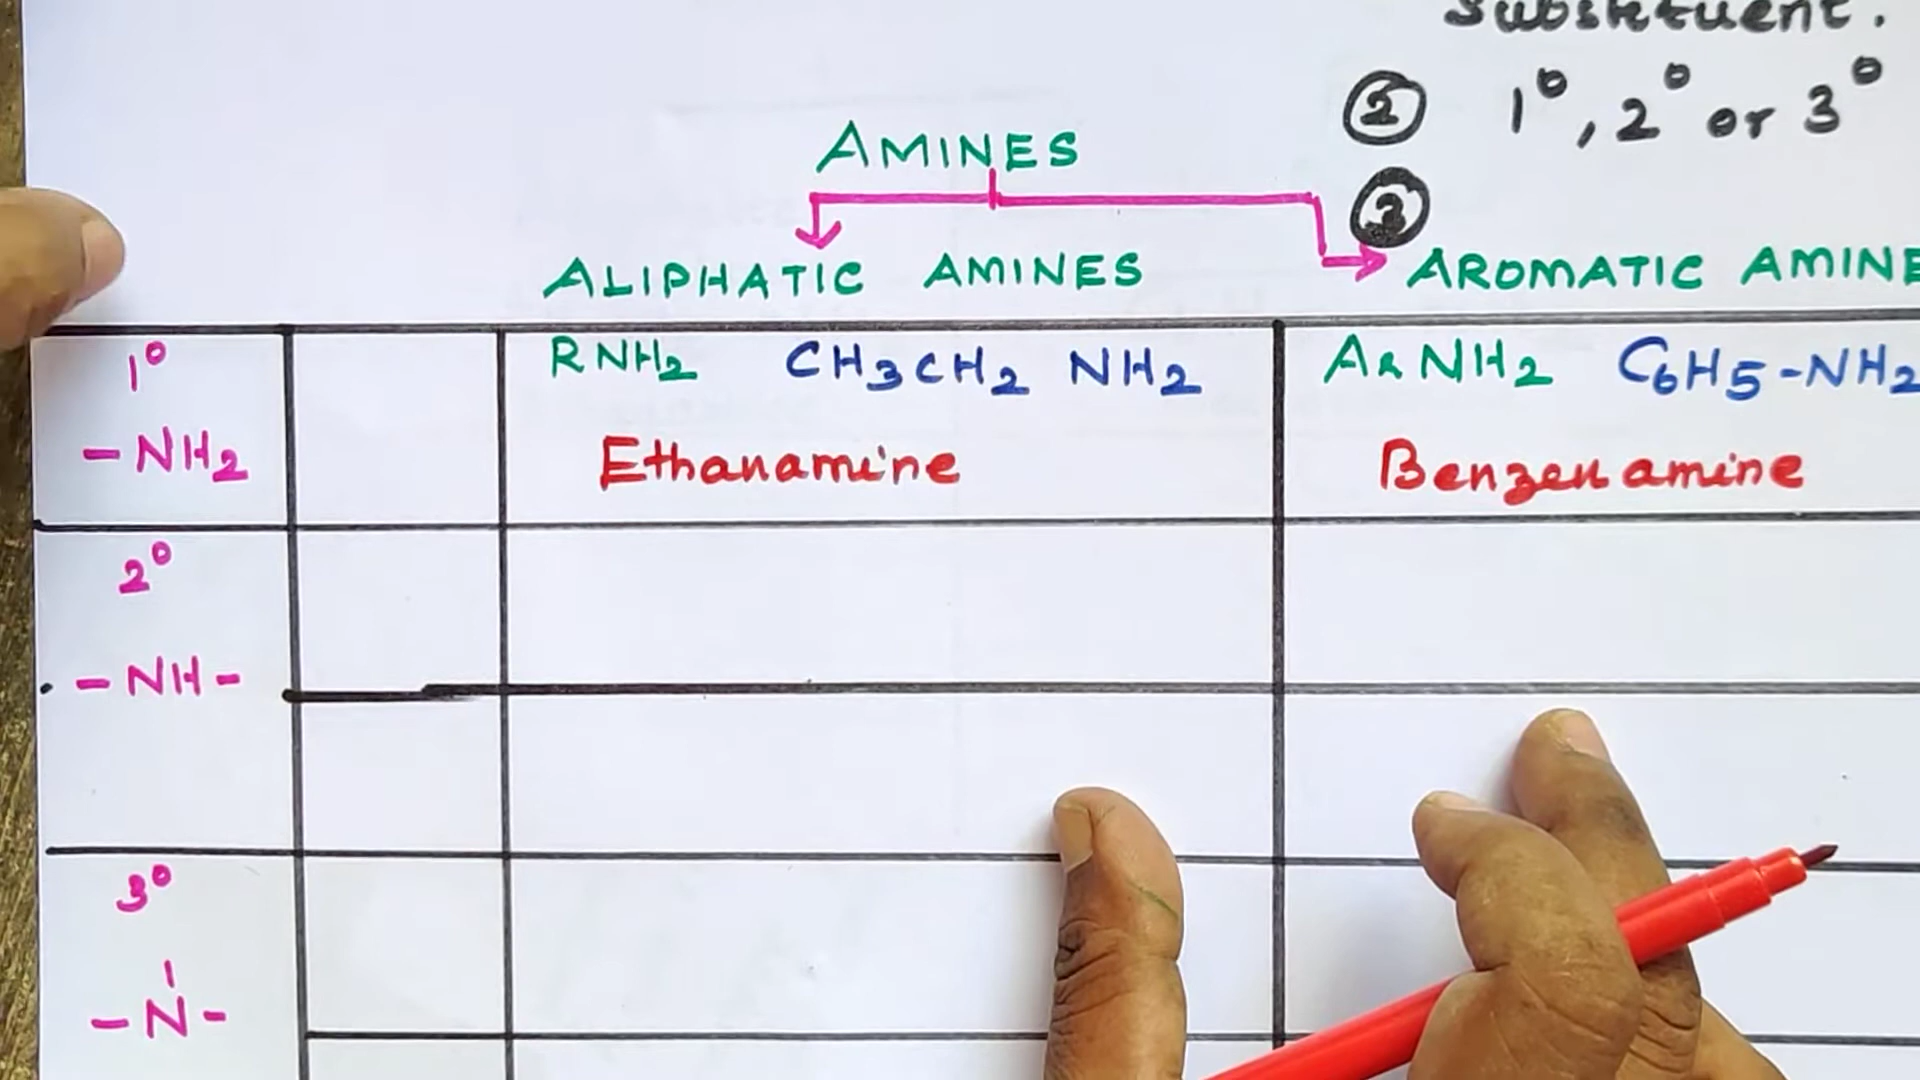 substituent.
② 1°, 2° or 3°
③
AMINES
ALIPHATIC AMINES
AROMATIC AMINE
1°
RNH₂ CH₃CH₂ NH₂
ArNH₂ C₆H₅-NH₂
-NH₂
Ethanamine
Benzenamine
2°
-NH-
3°
-N-